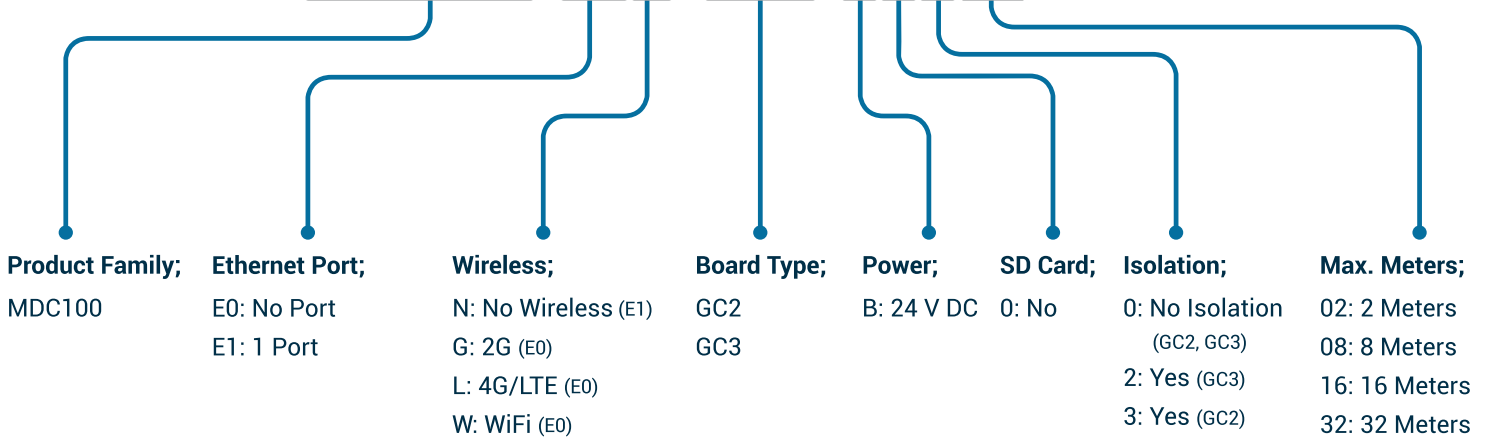 Product Family;
MDC100
Ethernet Port;
E0: No Port
E1: 1 Port
Wireless;
N: No Wireless (E1)
G: 2G (E0)
L: 4G/LTE (E0)
W: WiFi (E0)
Board Type;
GC2
GC3
Power;
B: 24 V DC
SD Card;
0: No
Isolation;
0: No Isolation
(GC2, GC3)
2: Yes (GC3)
3: Yes (GC2)
Max. Meters;
02: 2 Meters
08: 8 Meters
16: 16 Meters
32: 32 Meters